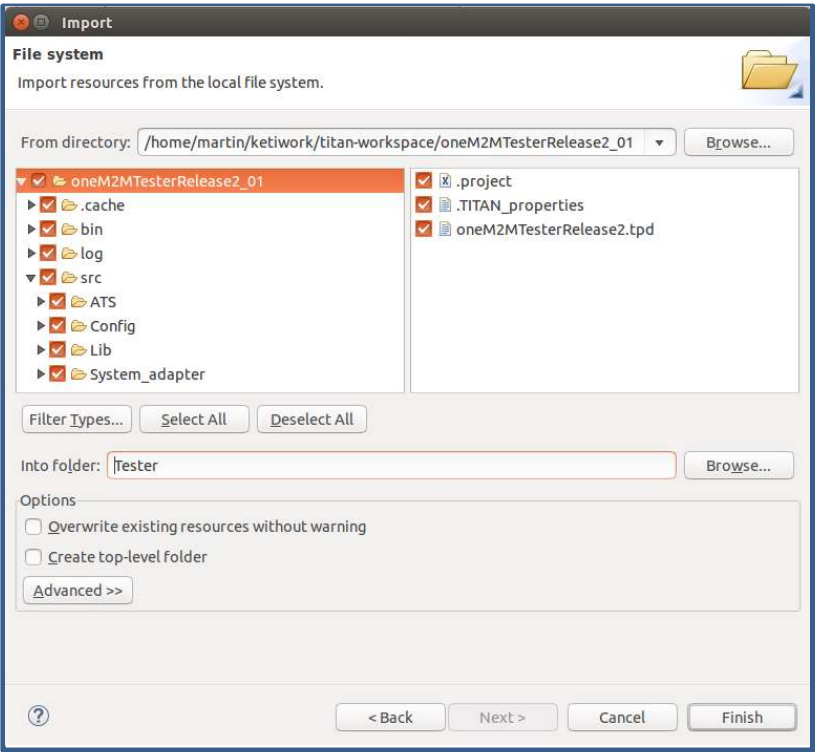 Import
File system
Import resources from the local file system.
From directory: /home/martin/ketiwork/titan-workspace/oneM2MTesterRelease2_01 Browse...
oneM2MTesterRelease2_01
.cache
bin
log
src
ATS
Config
Lib
System_adapter
.project
.TITAN_properties
oneM2MTesterRelease2.tpd
Filter Types... Select All Deselect All
Into folder: Tester Browse...
Options
Overwrite existing resources without warning
Create top-level folder
Advanced >>
? < Back Next > Cancel Finish